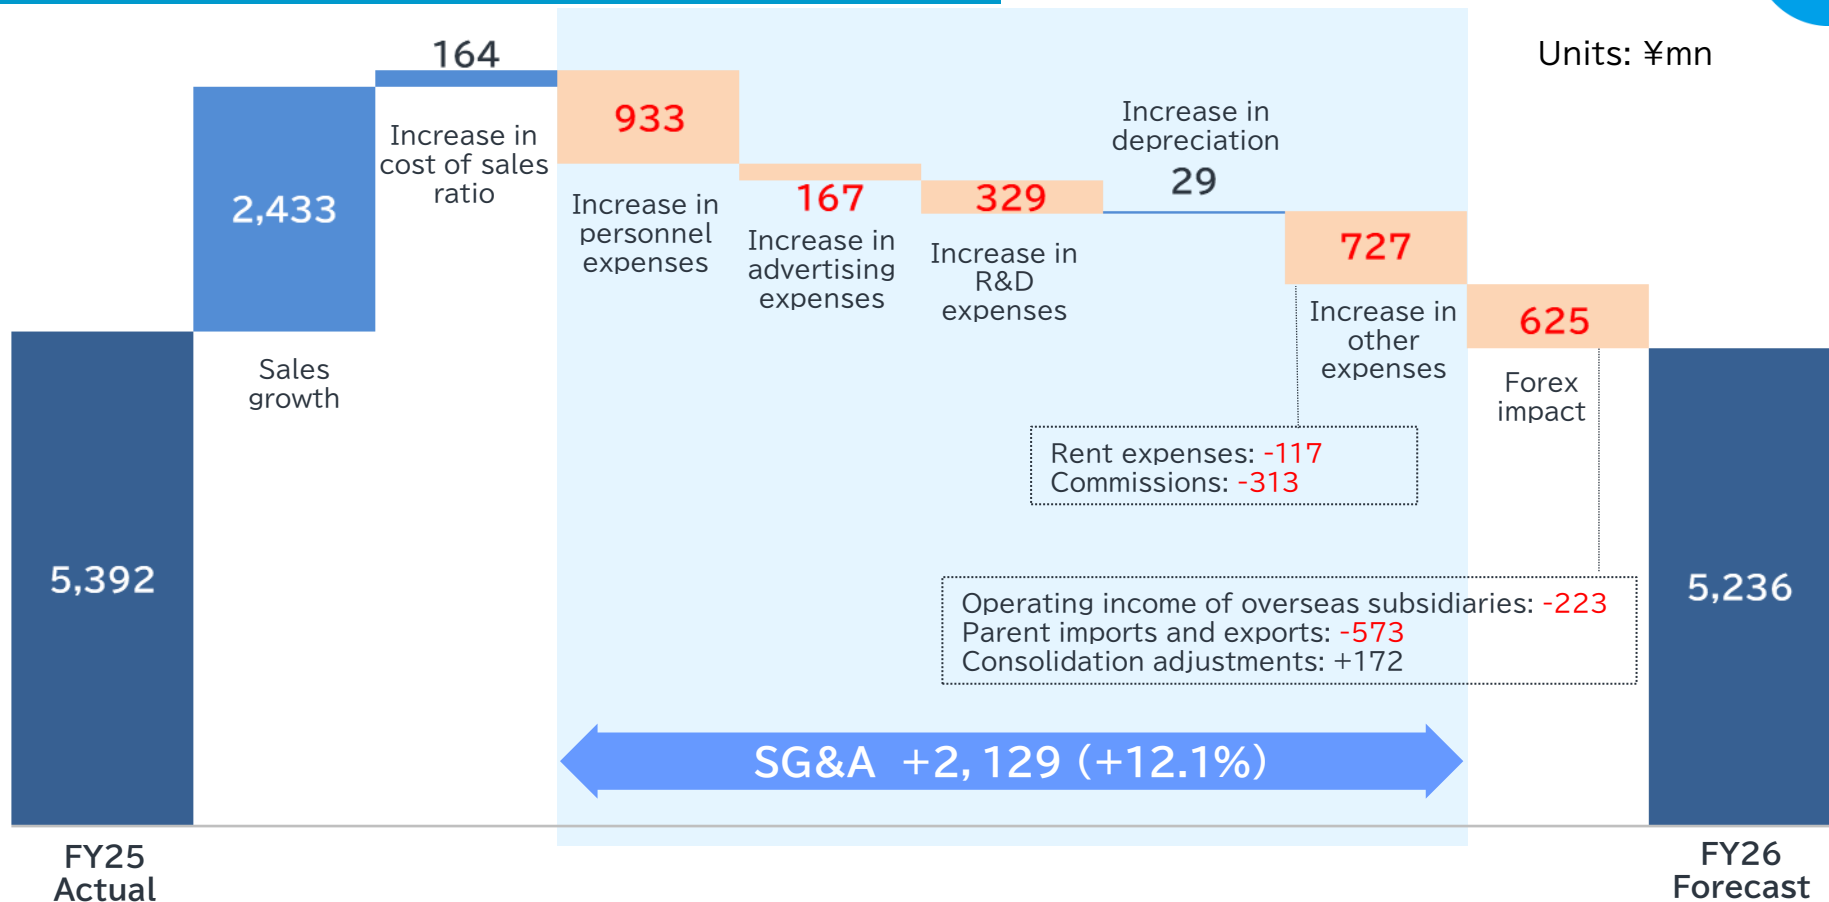 Units: ¥mn
164
Increase in
cost of sales
ratio
2,433
Sales
growth
933
Increase in
personnel
expenses
167
Increase in
advertising
expenses
329
Increase in
R&D
expenses
Increase in
depreciation
29
727
Increase in
other
expenses
625
Forex
impact
Rent expenses: -117
Commissions: -313
Operating income of overseas subsidiaries: -223
Parent imports and exports: -573
Consolidation adjustments: +172
5,392
5,236
SG&A +2, 129 (+12.1%)
FY25
Actual
FY26
Forecast